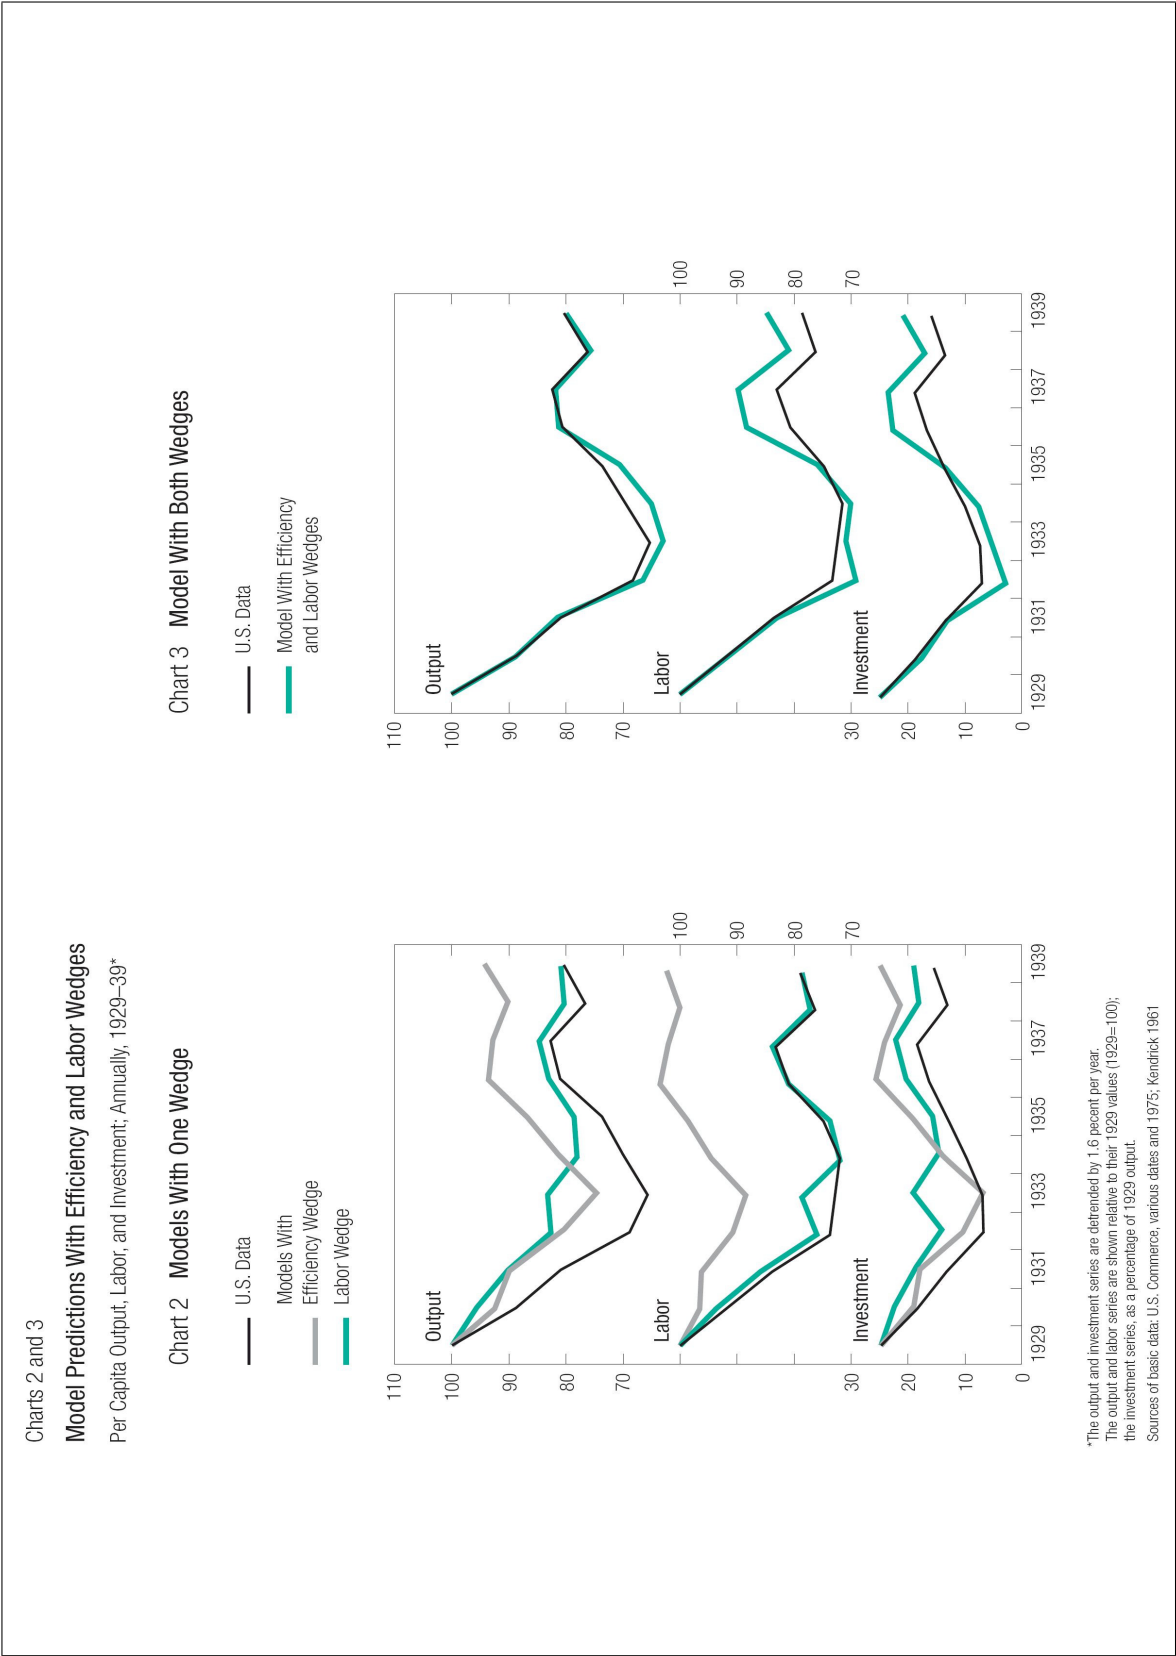 Charts 2 and 3
Model Predictions With Efficiency and Labor Wedges
Per Capita Output, Labor, and Investment; Annually, 1929–39*
Chart 2 Models With One Wedge
U.S. Data
Models With
Efficiency Wedge
Labor Wedge
110
100
90
80
70
30
20
10
0
Output
Labor
Investment
100
90
80
70
1929
1931
1933
1935
1937
1939
Chart 3 Model With Both Wedges
U.S. Data
Model With Efficiency
and Labor Wedges
110
100
90
80
70
30
20
10
0
Output
Labor
Investment
100
90
80
70
1929
1931
1933
1935
1937
1939
*The output and investment series are detrended by 1.6 pecent per year.
The output and labor series are shown relative to their 1929 values (1929=100);
the investment series, as a percentage of 1929 output.
Sources of basic data: U.S. Commerce, various dates and 1975; Kendrick 1961